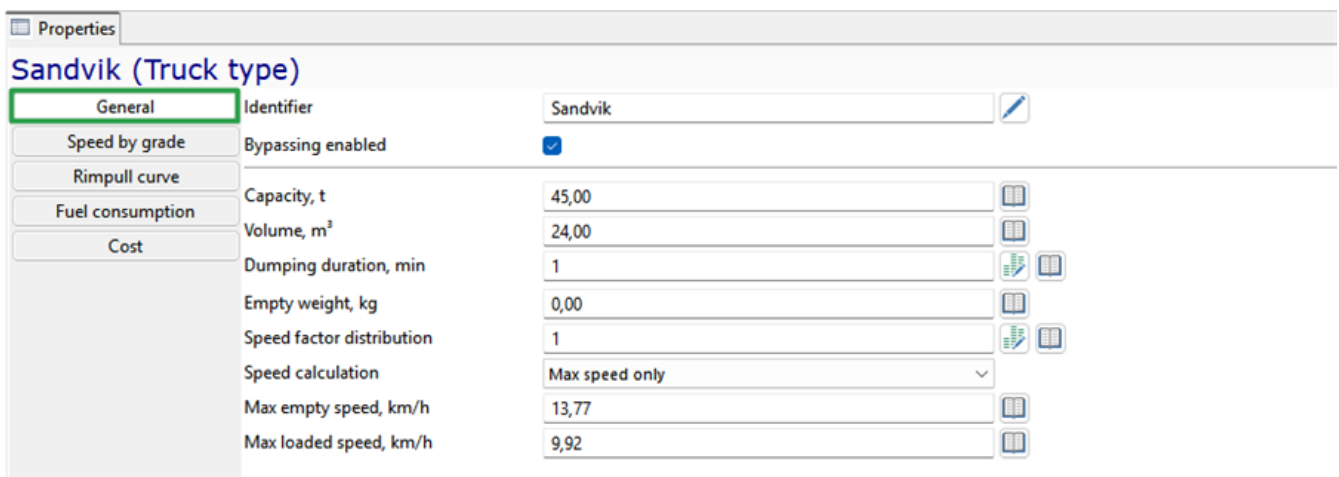 Properties
Sandvik (Truck type)
General
Identifier
Sandvik
Speed by grade
Bypassing enabled
Rimpull curve
Capacity, t
45,00
Fuel consumption
Volume, m³
24,00
Cost
Dumping duration, min
1
Empty weight, kg
0,00
Speed factor distribution
1
Speed calculation
Max speed only
Max empty speed, km/h
13,77
Max loaded speed, km/h
9,92